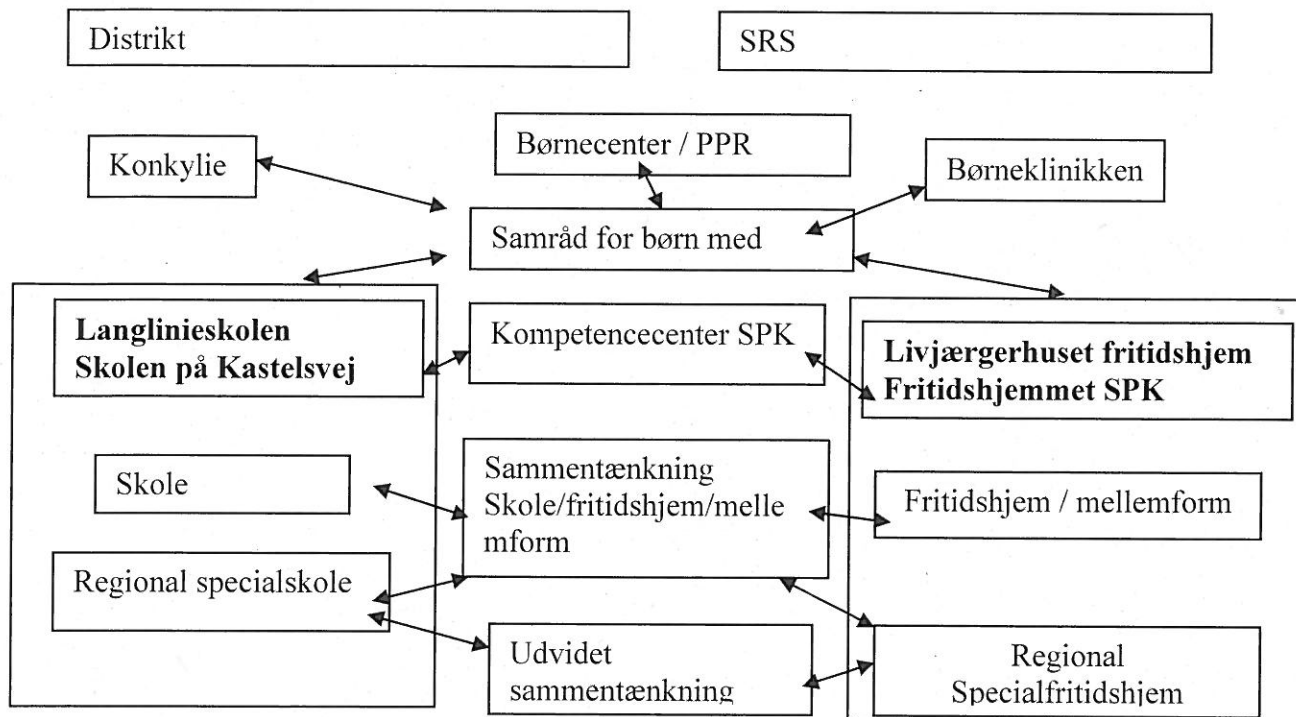 Distrikt
SRS
Børnecenter / PPR
Konkylie
Børneklinikken
Samråd for børn med
Langlinieskolen
Skolen på Kastelsvej
Kompetencecenter SPK
Livjærgerhuset fritidshjem
Fritidshjemmet SPK
Skole
Sammentænkning
Skole/fritidshjem/melle
mform
Fritidshjem / mellemform
Regional specialskole
Udvidet
sammentænkning
Regional
Specialfritidshjem